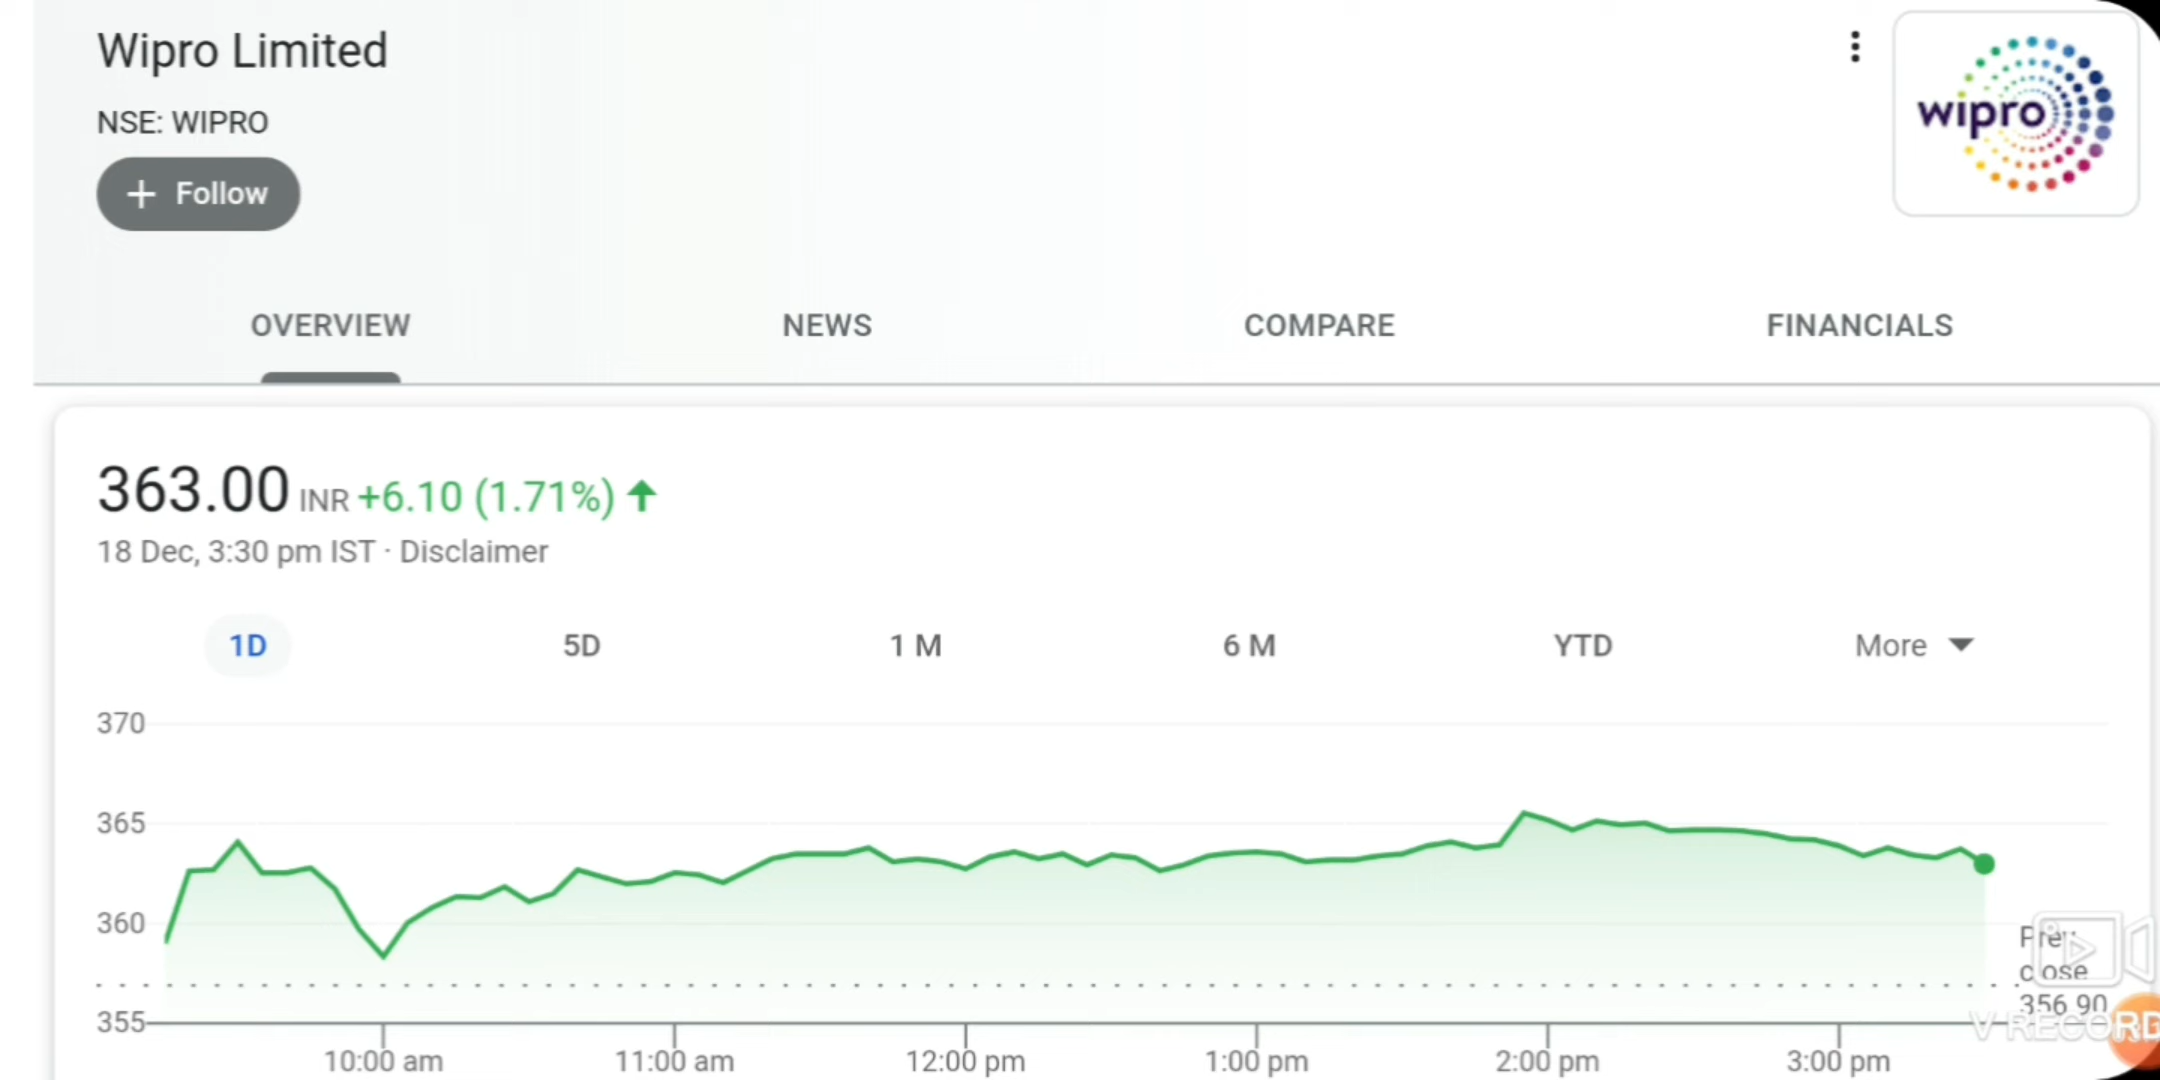 Wipro Limited
wipro
NSE: WIPRO
+ Follow
OVERVIEW NEWS COMPARE FINANCIALS
363.00 INR +6.10 (1.71%)
18 Dec, 3:30 pm IST · Disclaimer
1D 5D 1 M 6 M YTD More
370
365
360
355
Prev
close
356.90
V RECORD
10:00 am 11:00 am 12:00 pm 1:00 pm 2:00 pm 3:00 pm